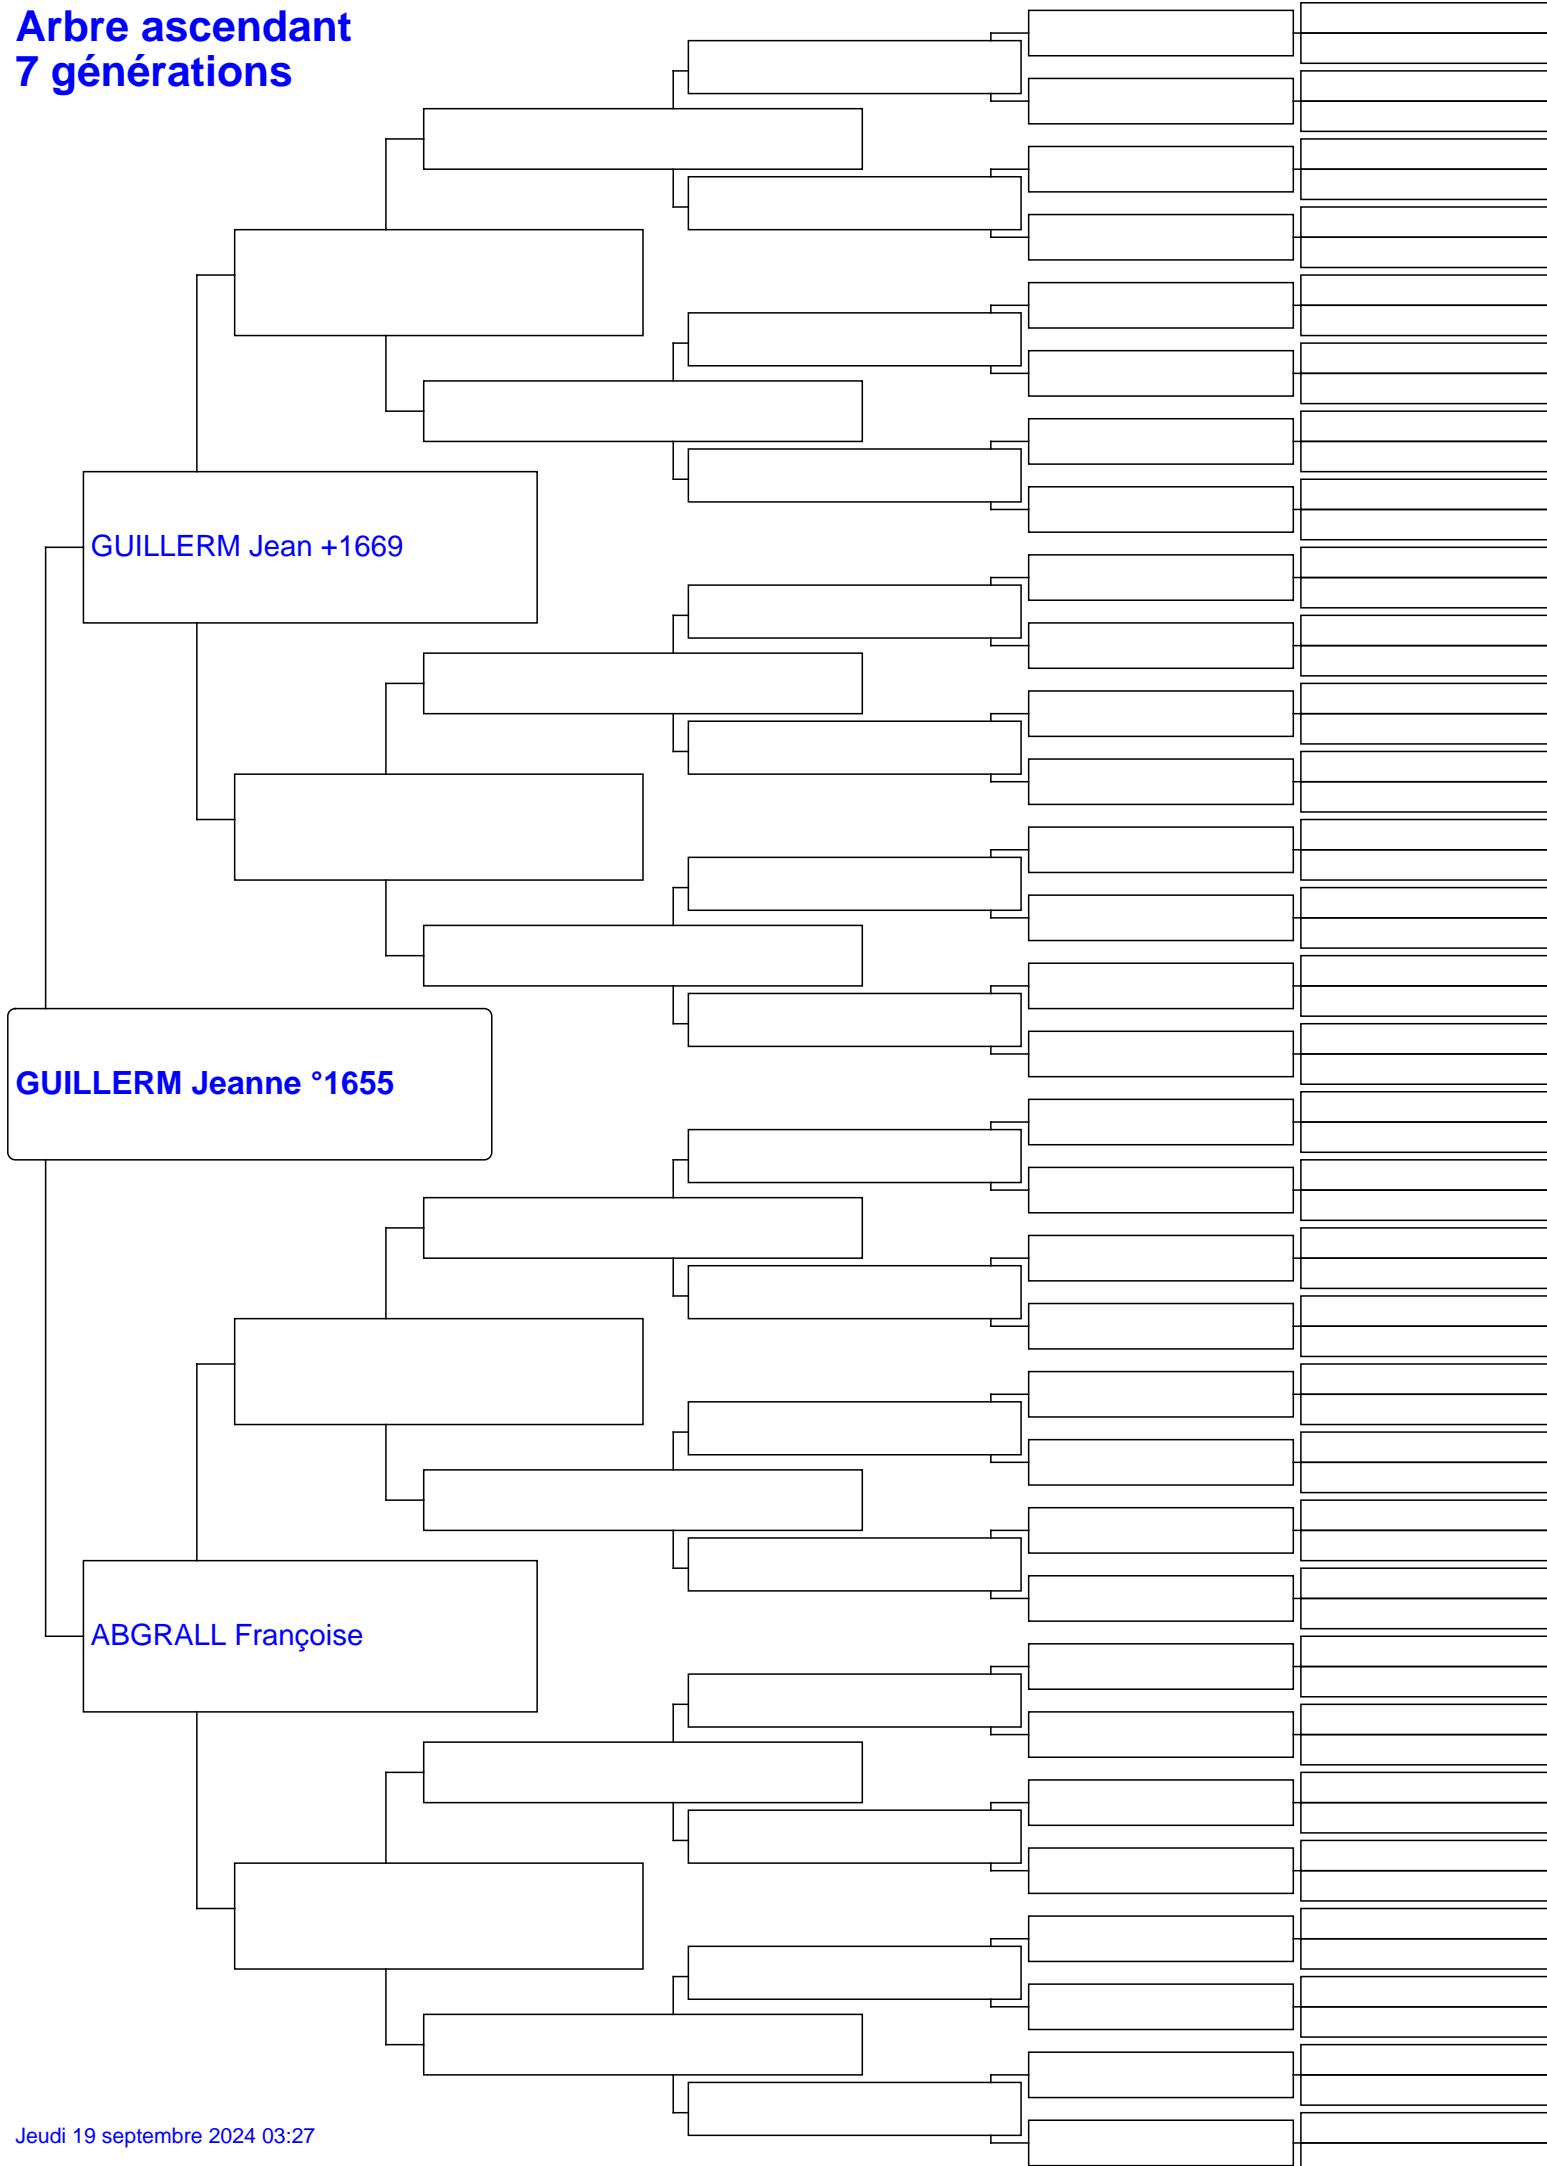 Arbre ascendant
7 générations
GUILLERM Jean +1669
GUILLERM Jeanne °1655
ABGRALL Françoise
Jeudi 19 septembre 2024 03:27